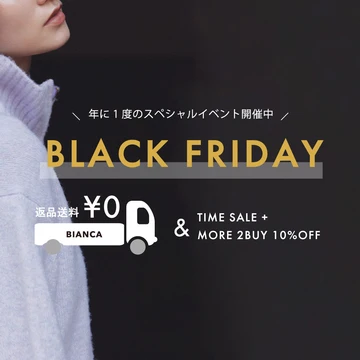 年に1度のスペシャルイベント開催中
BLACK FRIDAY
返品送料 ¥0
BIANCA
& TIME SALE +
MORE 2BUY 10%OFF